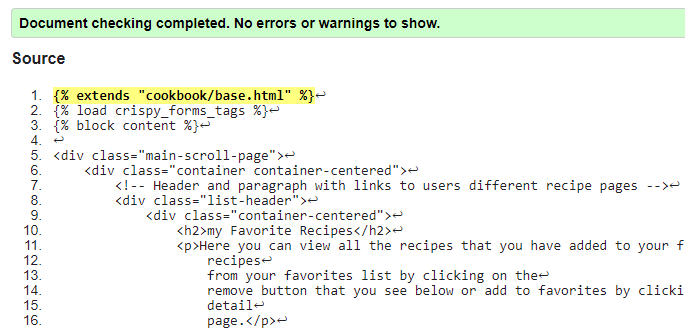 Document checking completed. No errors or warnings to show.
Source
1. {% extends "cookbook/base.html" %}↩
2. {% load crispy_forms_tags %}↩
3. {% block content %}↩
4. ↩
5. <div class="main-scroll-page">↩
6. <div class="container container-centered">↩
7. <!-- Header and paragraph with links to users different recipe pages -->↩
8. <div class="list-header">↩
9. <div class="container-centered">↩
10. <h2>my Favorite Recipes</h2>↩
11. <p>Here you can view all the recipes that you have added to your f
12. recipes↩
13. from your favorites list by clicking on the↩
14. remove button that you see below or add to favorites by clicki
15. detail↩
16. page.</p>↩